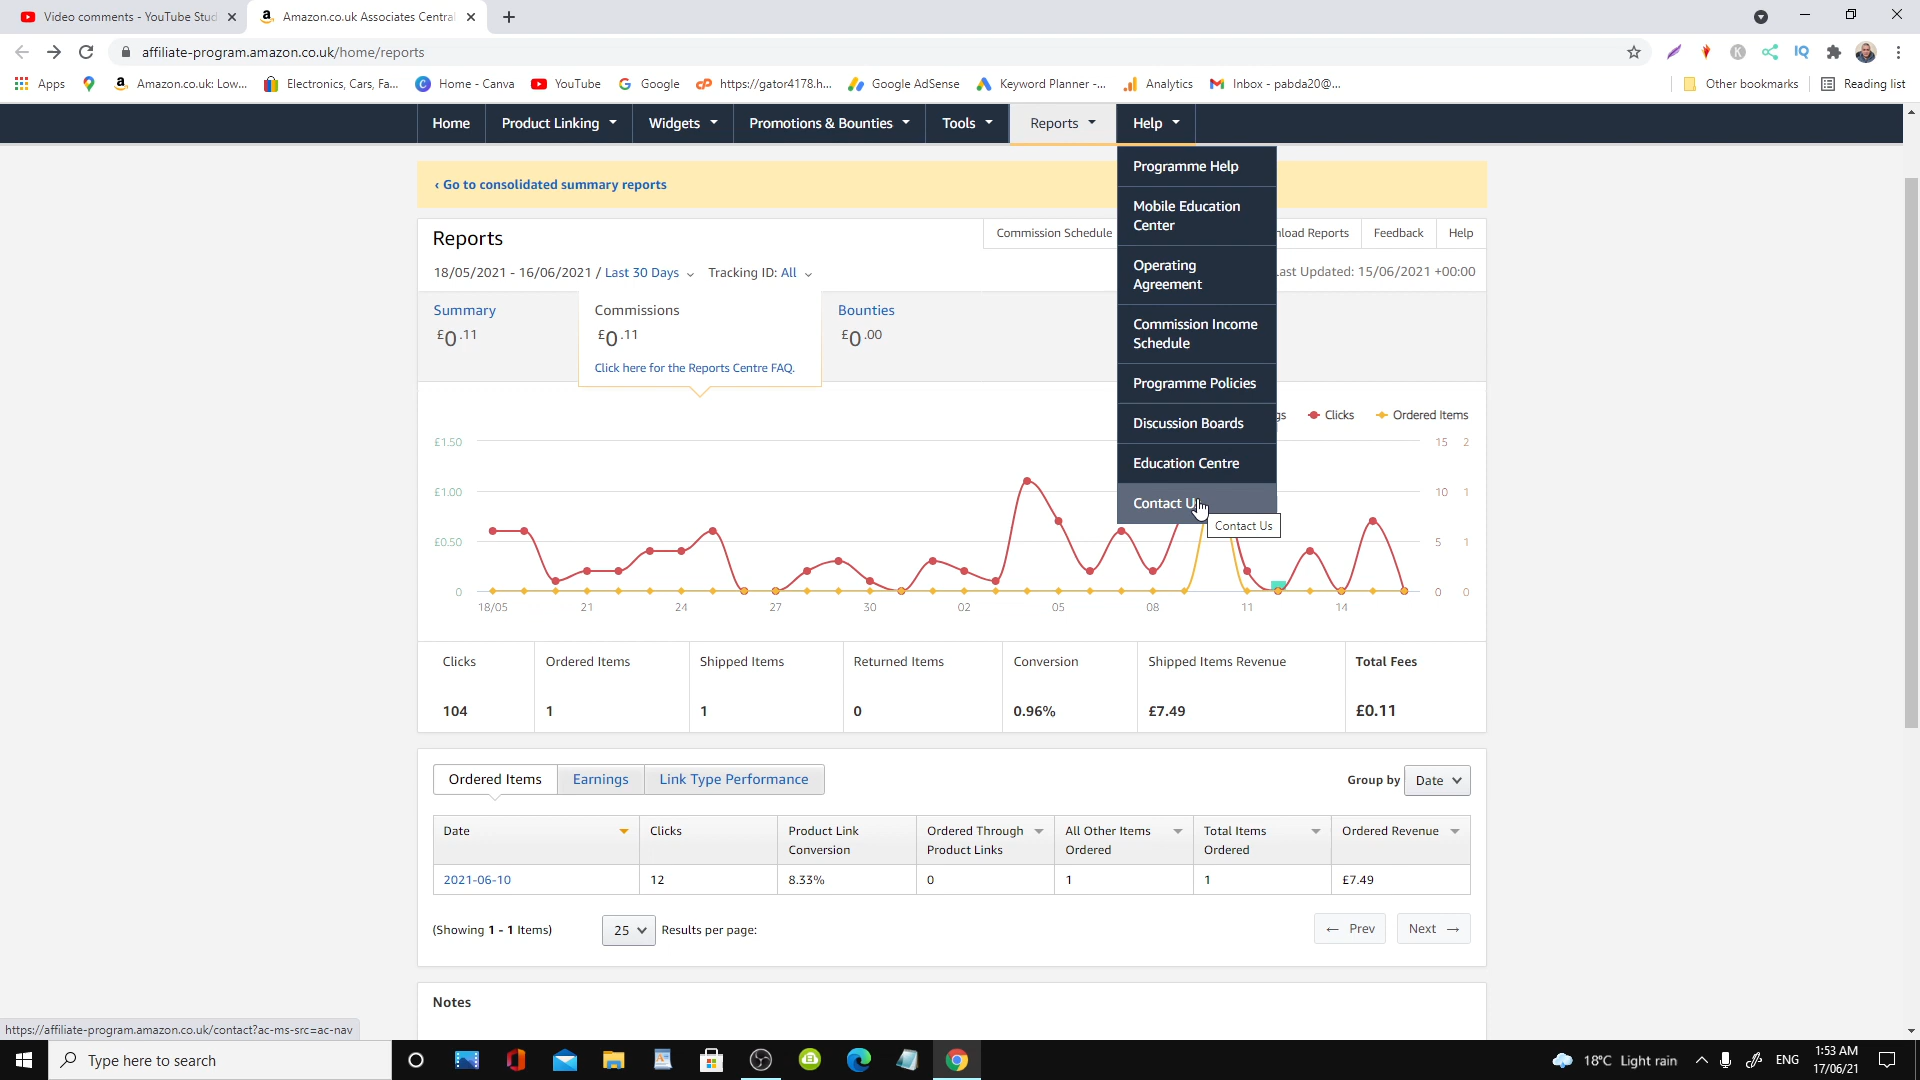 Video comments - YouTube Stud
Amazon.co.uk Associates Central
affiliate-program.amazon.co.uk/home/reports
Apps
Amazon.co.uk: Low...
Electronics, Cars, Fa...
Home - Canva
YouTube
Google
https://gator4178.h...
Google AdSense
Keyword Planner -...
Analytics
Inbox - pabda20@...
Other bookmarks
Reading list
Home
Product Linking
Widgets
Promotions & Bounties
Tools
Reports
Help
Programme Help
Mobile Education
Center
Operating
Agreement
Commission Income
Schedule
Programme Policies
Discussion Boards
Education Centre
Contact Us
Contact Us
‹ Go to consolidated summary reports
Reports
Commission Schedule
nload Reports
Feedback
Help
18/05/2021 - 16/06/2021 / Last 30 Days
Tracking ID: All
ast Updated: 15/06/2021 +00:00
Summary
£0.11
Commissions
£0.11
Click here for the Reports Centre FAQ.
Bounties
£0.00
gs
Clicks
Ordered Items
£1.50
15 2
£1.00
10 1
£0.50
5 1
0
0 0
18/05 21 24 27 30 02 05 08 11 14
Clicks
Ordered Items
Shipped Items
Returned Items
Conversion
Shipped Items Revenue
Total Fees
104
1
1
0
0.96%
£7.49
£0.11
Ordered Items
Earnings
Link Type Performance
Group by
Date
Date
Clicks
Product Link
Conversion
Ordered Through
Product Links
All Other Items
Ordered
Total Items
Ordered
Ordered Revenue
2021-06-10
12
8.33%
0
1
1
£7.49
(Showing 1 - 1 Items)
25
Results per page:
← Prev
Next →
Notes
https://affiliate-program.amazon.co.uk/contact?ac-ms-src=ac-nav
Type here to search
18°C Light rain
ENG
1:53 AM
17/06/21